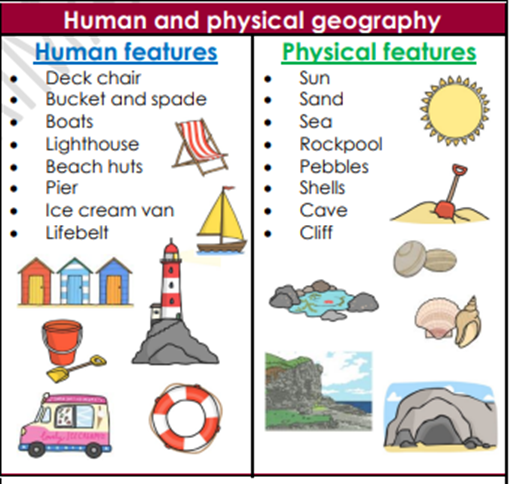 Human and physical geography
Human features
• Deck chair
• Bucket and spade
• Boats
• Lighthouse
• Beach huts
• Pier
• Ice cream van
• Lifebelt
Physical features
• Sun
• Sand
• Sea
• Rockpool
• Pebbles
• Shells
• Cave
• Cliff